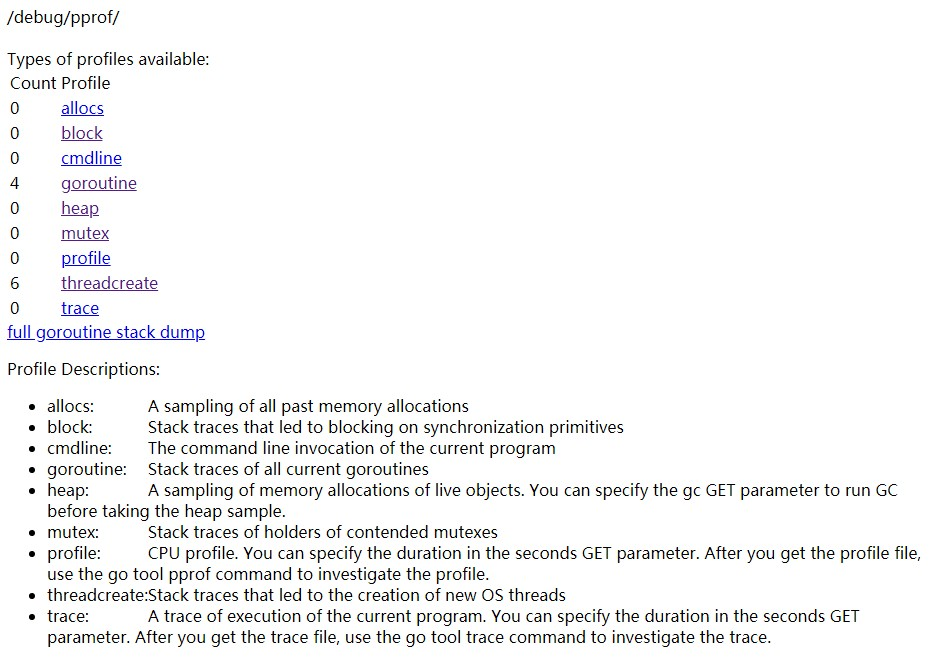 /debug/pprof/
Types of profiles available:
Count Profile
0 allocs
0 block
0 cmdline
4 goroutine
0 heap
0 mutex
0 profile
6 threadcreate
0 trace
full goroutine stack dump
Profile Descriptions:
• allocs: A sampling of all past memory allocations
• block: Stack traces that led to blocking on synchronization primitives
• cmdline: The command line invocation of the current program
• goroutine: Stack traces of all current goroutines
• heap: A sampling of memory allocations of live objects. You can specify the gc GET parameter to run GC
before taking the heap sample.
• mutex: Stack traces of holders of contended mutexes
• profile: CPU profile. You can specify the duration in the seconds GET parameter. After you get the profile file,
use the go tool pprof command to investigate the profile.
• threadcreate:Stack traces that led to the creation of new OS threads
• trace: A trace of execution of the current program. You can specify the duration in the seconds GET
parameter. After you get the trace file, use the go tool trace command to investigate the trace.